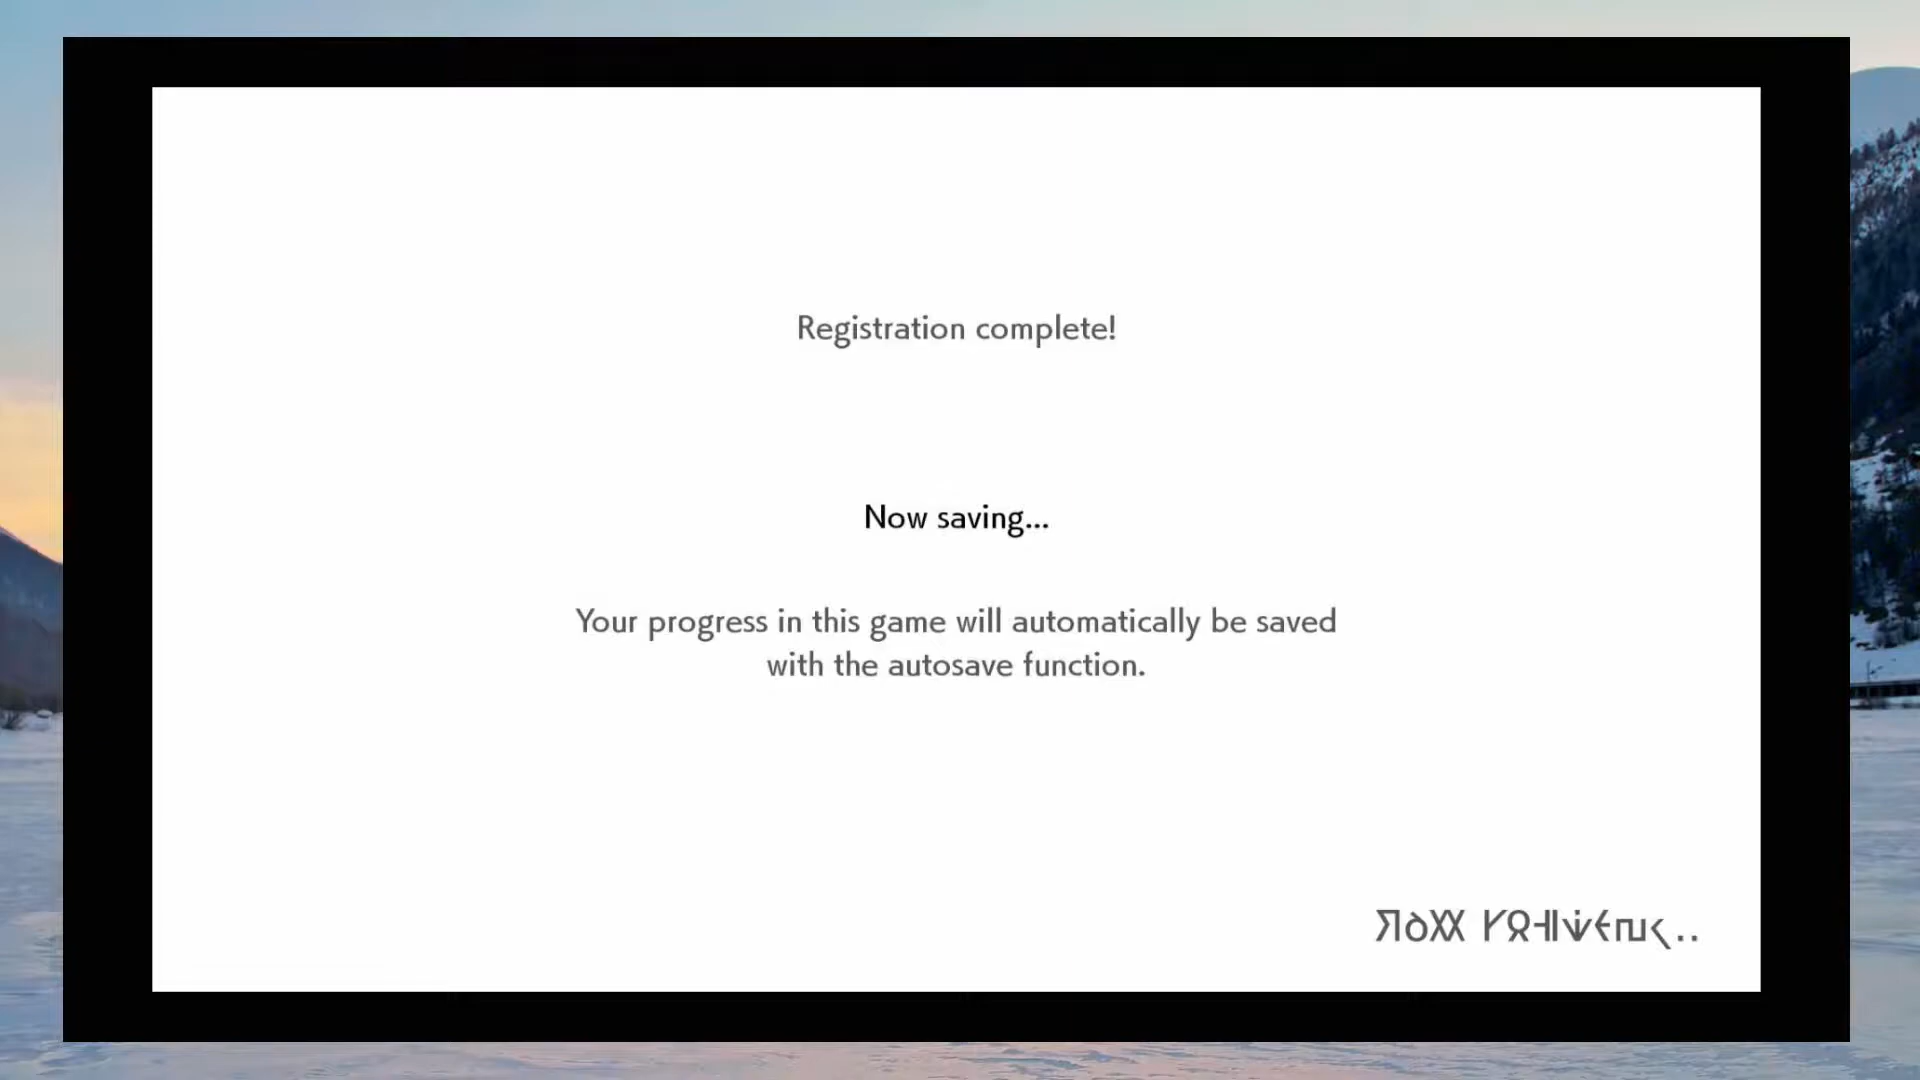 Registration complete!
Now saving...
Your progress in this game will automatically be saved
with the autosave function.